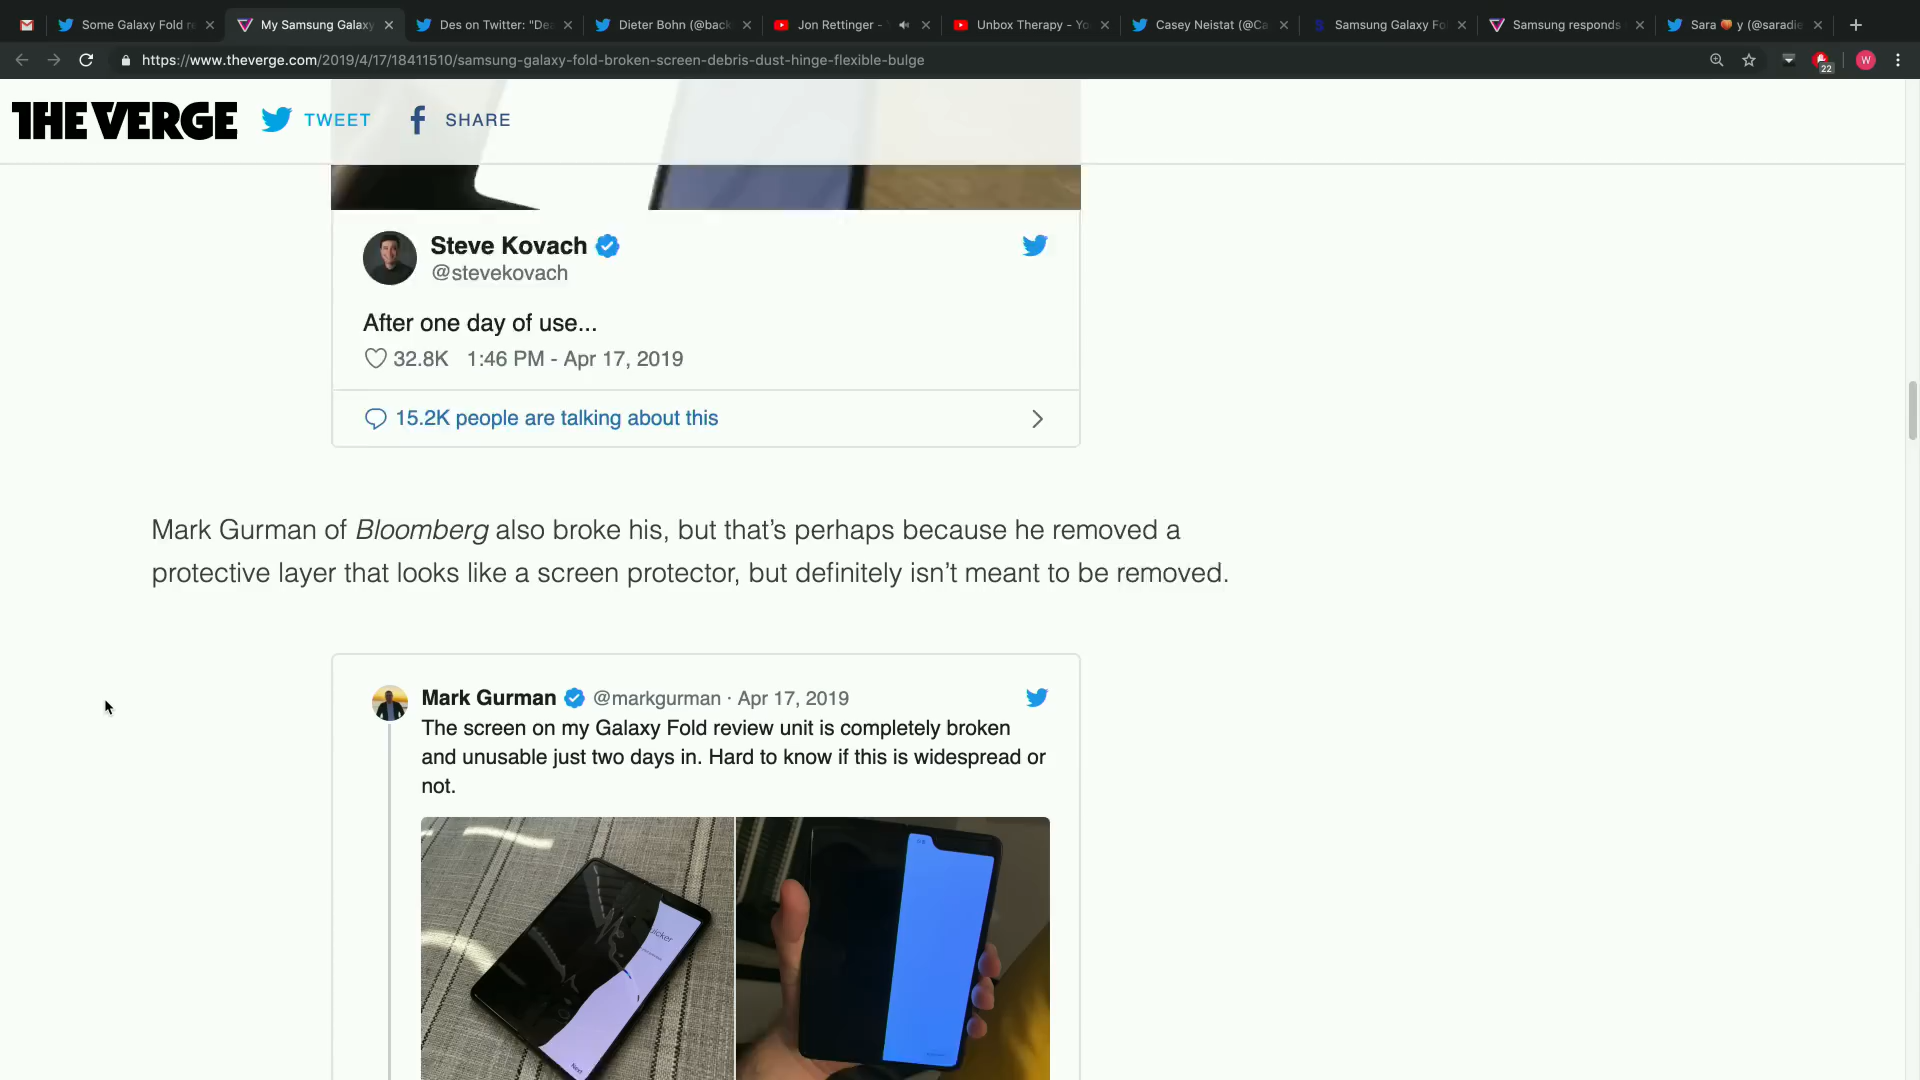 Some Galaxy Fold re
My Samsung Galaxy
Des on Twitter: "Dea
Dieter Bohn (@back
Jon Rettinger -
Unbox Therapy - Yo
Casey Neistat (@Ca
Samsung Galaxy Fo
Samsung responds
Sara 🍑 y (@saradie
https://www.theverge.com/2019/4/17/18411510/samsung-galaxy-fold-broken-screen-debris-dust-hinge-flexible-bulge
22
W
THE VERGE
TWEET
SHARE
Steve Kovach
@stevekovach
After one day of use...
32.8K 1:46 PM - Apr 17, 2019
15.2K people are talking about this
Mark Gurman of Bloomberg also broke his, but that’s perhaps because he removed a
protective layer that looks like a screen protector, but definitely isn’t meant to be removed.
Mark Gurman @markgurman · Apr 17, 2019
The screen on my Galaxy Fold review unit is completely broken
and unusable just two days in. Hard to know if this is widespread or
not.
Next